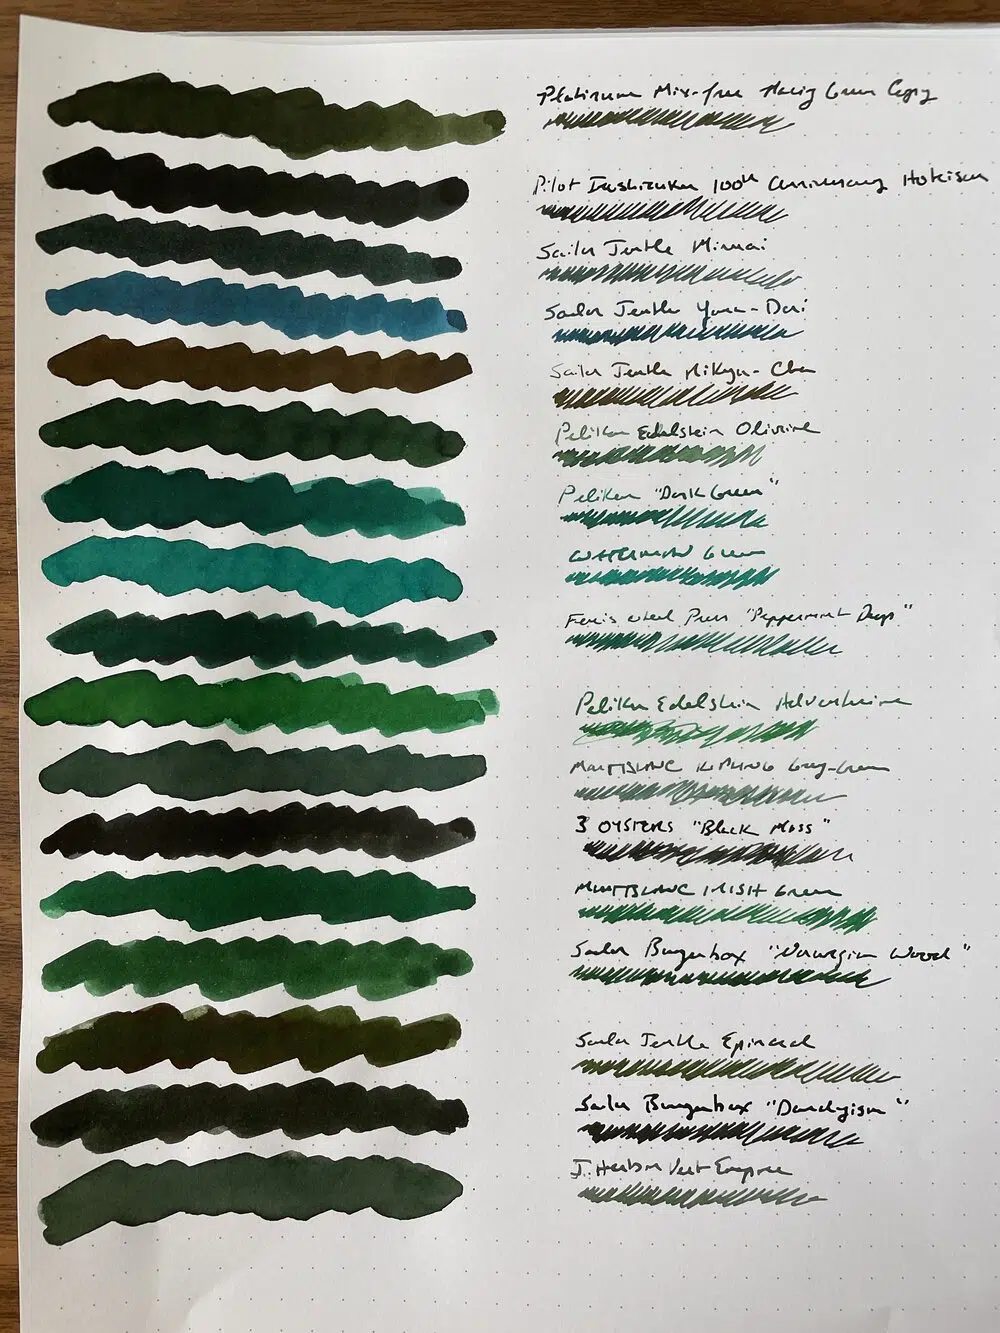 Platinum Mix-free Green Copy
Pilot Iroshizuku 100th anniversary Hoteison
Sailor Jentle Miruai
Sailor Jentle Yama-Dori
Sailor Jentle Rikyu-Cha
Pelikan Edelstein Olivine
Pelikan "Dark Green"
WATERMAN Green
Ferris wheel Press "Peppermint Drop"
Pelikan Edelstein Adventurine
MONTBLANC KIPLING Grey-Green
3 OYSTERS "Black Moss"
MONTBLANC IRISH Green
Sailor Bungubox "Norwegian Wood"
Sailor Jentle Epinard
Sailor Bungubox "Dandyism"
J. Herbin Vert Empire